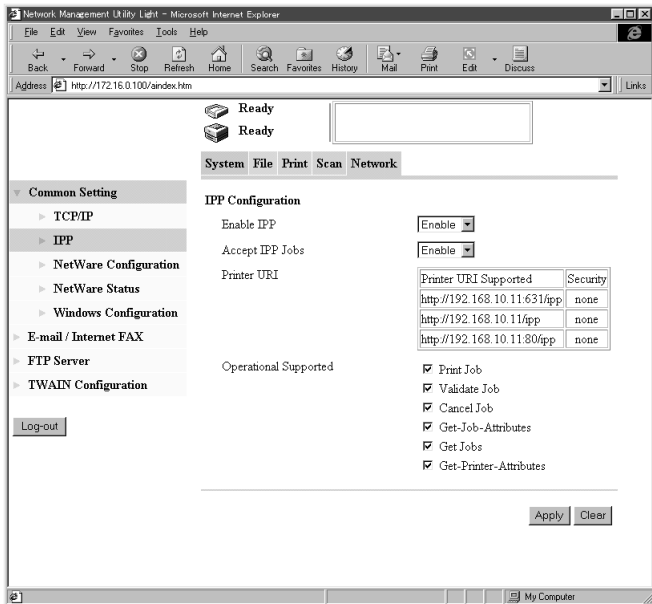 Network Management Utility Light - Microsoft Internet Explorer
File Edit View Favorites Tools Help
Back Forward Stop Refresh Home Search Favorites History Mail Print Edit Discuss
Address http://172.16.0.100/aindex.htm Links
Ready
Ready
System File Print Scan Network
Common Setting
TCP/IP
IPP
NetWare Configuration
NetWare Status
Windows Configuration
E-mail / Internet FAX
FTP Server
TWAIN Configuration
Log-out
IPP Configuration
Enable IPP Enable
Accept IPP Jobs Enable
Printer URI
Printer URI Supported Security
http://192.168.10.11:631/ipp none
http://192.168.10.11/ipp none
http://192.168.10.11:80/ipp none
Operational Supported
Print Job
Validate Job
Cancel Job
Get-Job-Attributes
Get Jobs
Get-Printer-Attributes
Apply Clear
My Computer